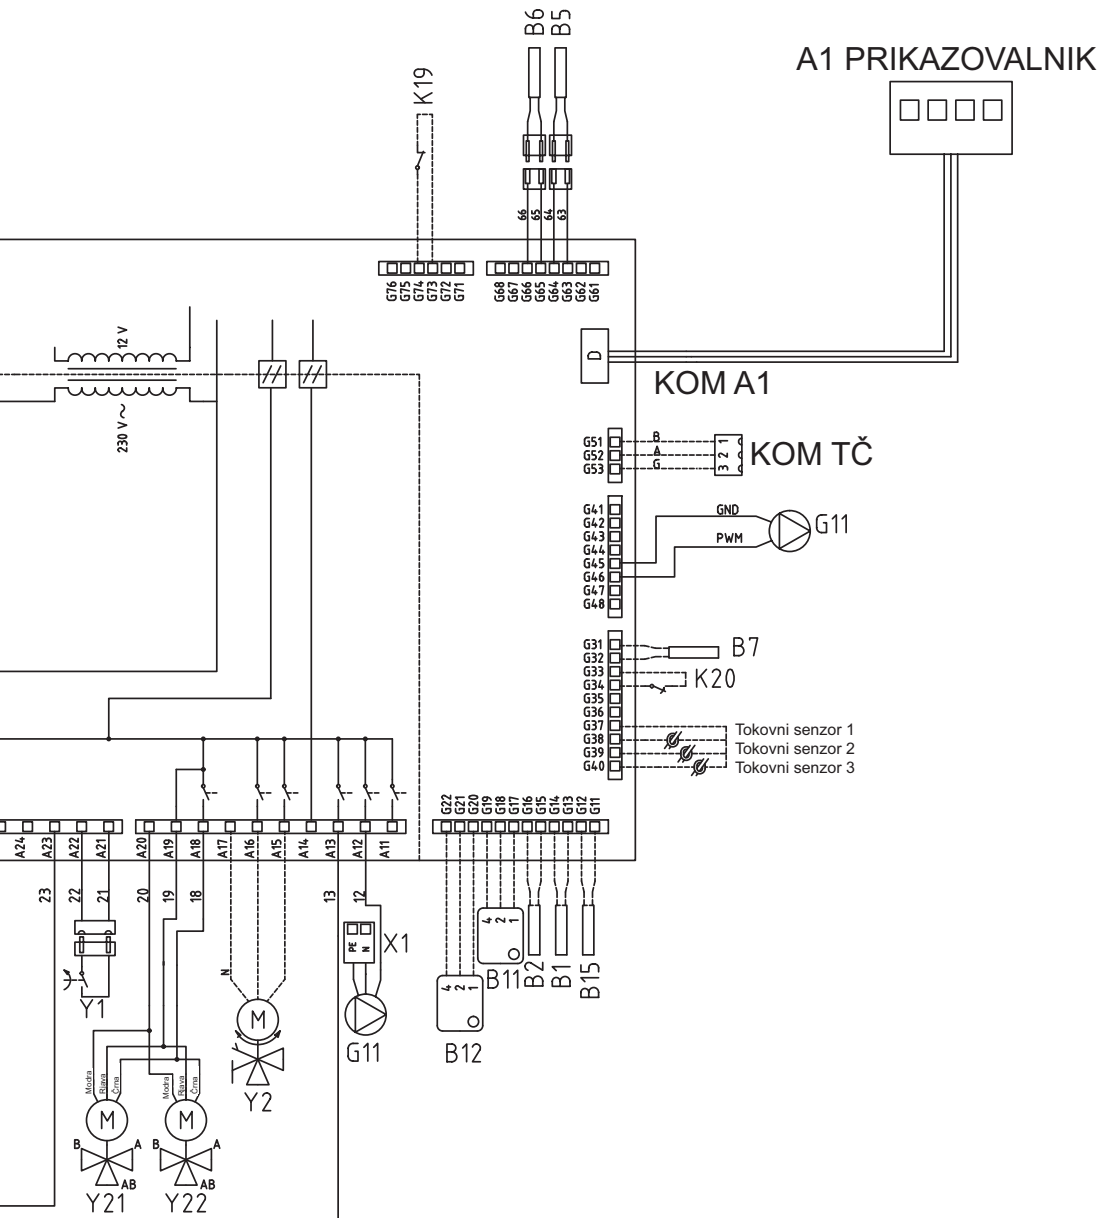 B6 B5
A1 PRIKAZOVALNIK
K19
66 65 64 63
G76 G75 G74 G73 G72 G71
G68 G67 G66 G65 G64 G63 G62 G61
12 V
230 V ~
D
KOM A1
G51 B
G52 A
G53 G
1 2 3
KOM TČ
G41
G42
G43
G44
G45
G46
G47
G48
GND
PWM
G11
G31
G32
G33
G34
G35
G36
G37
G38
G39
G40
B7
K20
Tokovni senzor 1
Tokovni senzor 2
Tokovni senzor 3
G22 G21 G20 G19 G18 G17 G16 G15 G14 G13 G12 G11
A24 A23 A22 A21 A20 A19 A18 A17 A16 A15 A14 A13 A12 A11
23 22 21 20 19 18 13 12
PE N
X1
4 2 1
B11
B2 B1 B15
4 2 1
B12
Y1
N
M
Y2
G11
Modra Rjava Črna
Modra Rjava Črna
M M
B A B A
AB AB
Y21 Y22